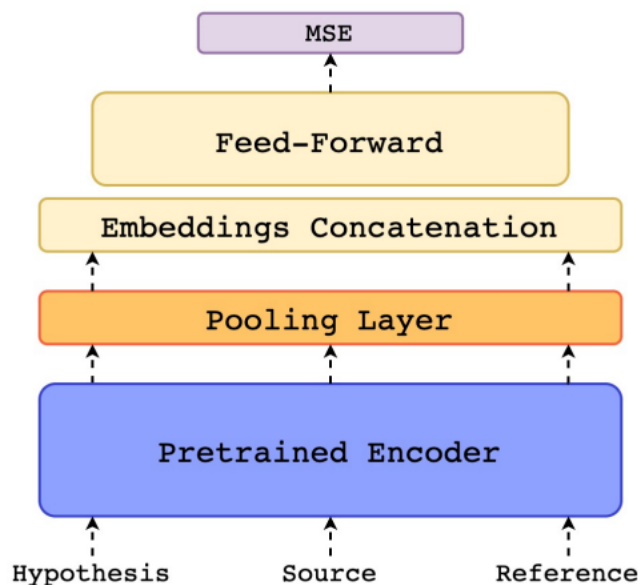 MSE
Feed-Forward
Embeddings Concatenation
Pooling Layer
Pretrained Encoder
Hypothesis Source Reference